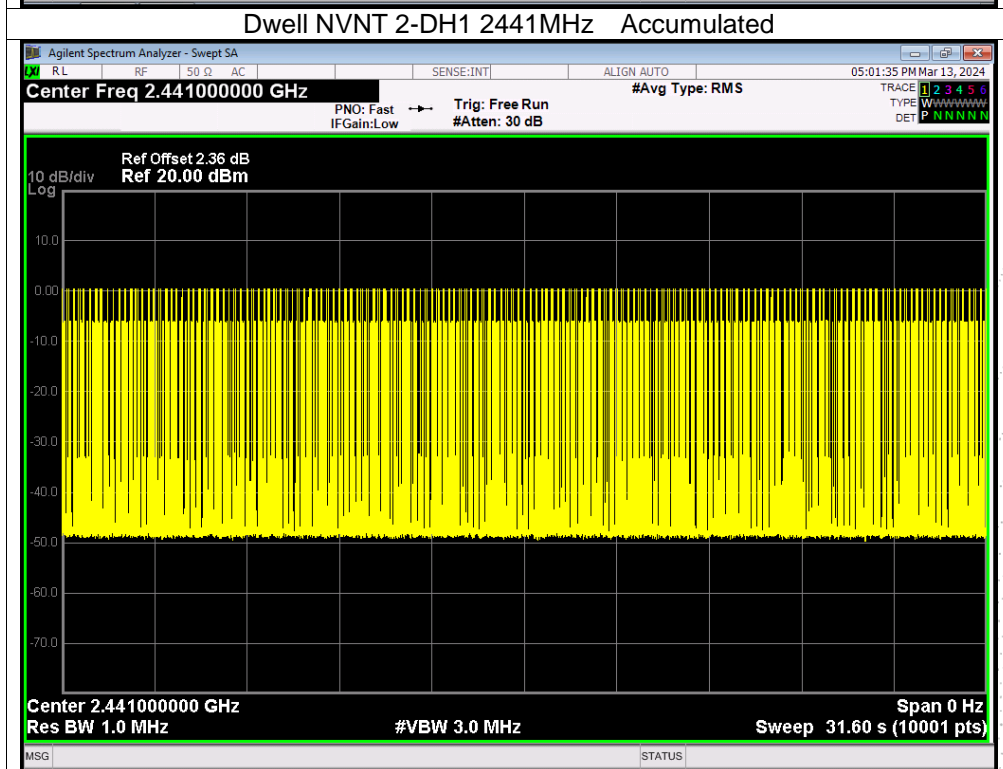 Dwell NVNT 2-DH1 2441MHz Accumulated
Agilent Spectrum Analyzer - Swept SA
LXI RL RF 50 Ω AC SENSE:INT ALIGN AUTO 05:01:35 PM Mar 13, 2024
Center Freq 2.441000000 GHz #Avg Type: RMS TRACE 1 2 3 4 5 6
PNO: Fast Trig: Free Run TYPE WWWWWW
IFGain:Low #Atten: 30 dB DET P N N N N N
Ref Offset 2.36 dB
10 dB/div Ref 20.00 dBm
Log
10.0
0.00
-10.0
-20.0
-30.0
-40.0
-50.0
-60.0
-70.0
Center 2.441000000 GHz Span 0 Hz
Res BW 1.0 MHz #VBW 3.0 MHz Sweep 31.60 s (10001 pts)
MSG STATUS